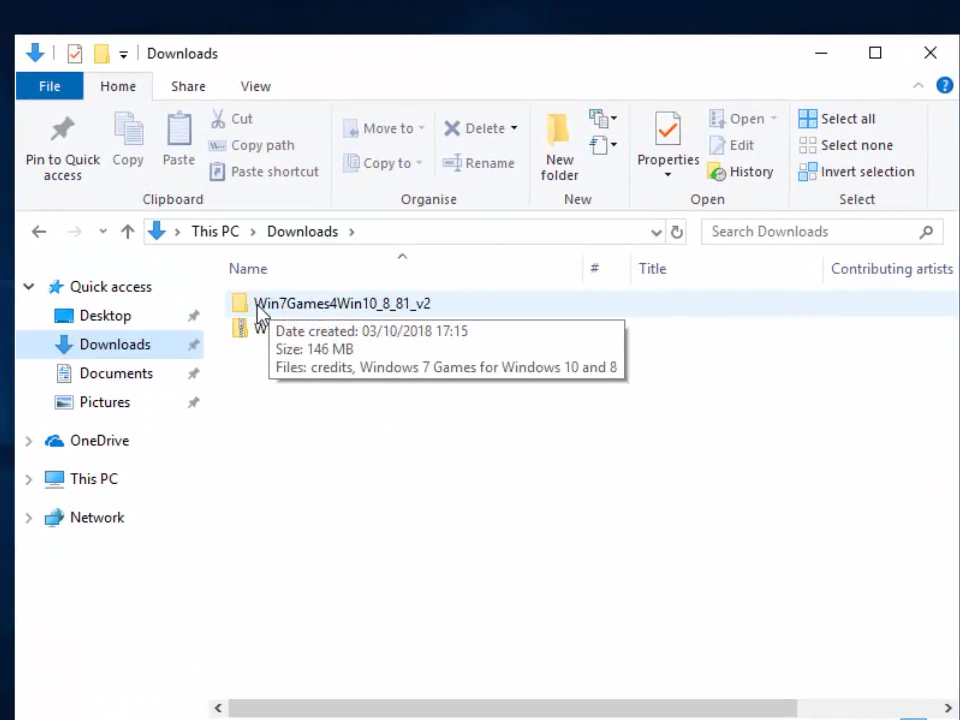 Downloads
File Home Share View
Cut
Copy path
Paste shortcut
Pin to Quick access
Copy
Paste
Clipboard
Move to
Copy to
Delete
Rename
Organise
New folder
New
Properties
Open
Edit
History
Open
Select all
Select none
Invert selection
Select
This PC Downloads
Search Downloads
Name # Title Contributing artists
Quick access
Desktop
Downloads
Documents
Pictures
OneDrive
This PC
Network
Win7Games4Win10_8_81_v2
W
Date created: 03/10/2018 17:15
Size: 146 MB
Files: credits, Windows 7 Games for Windows 10 and 8